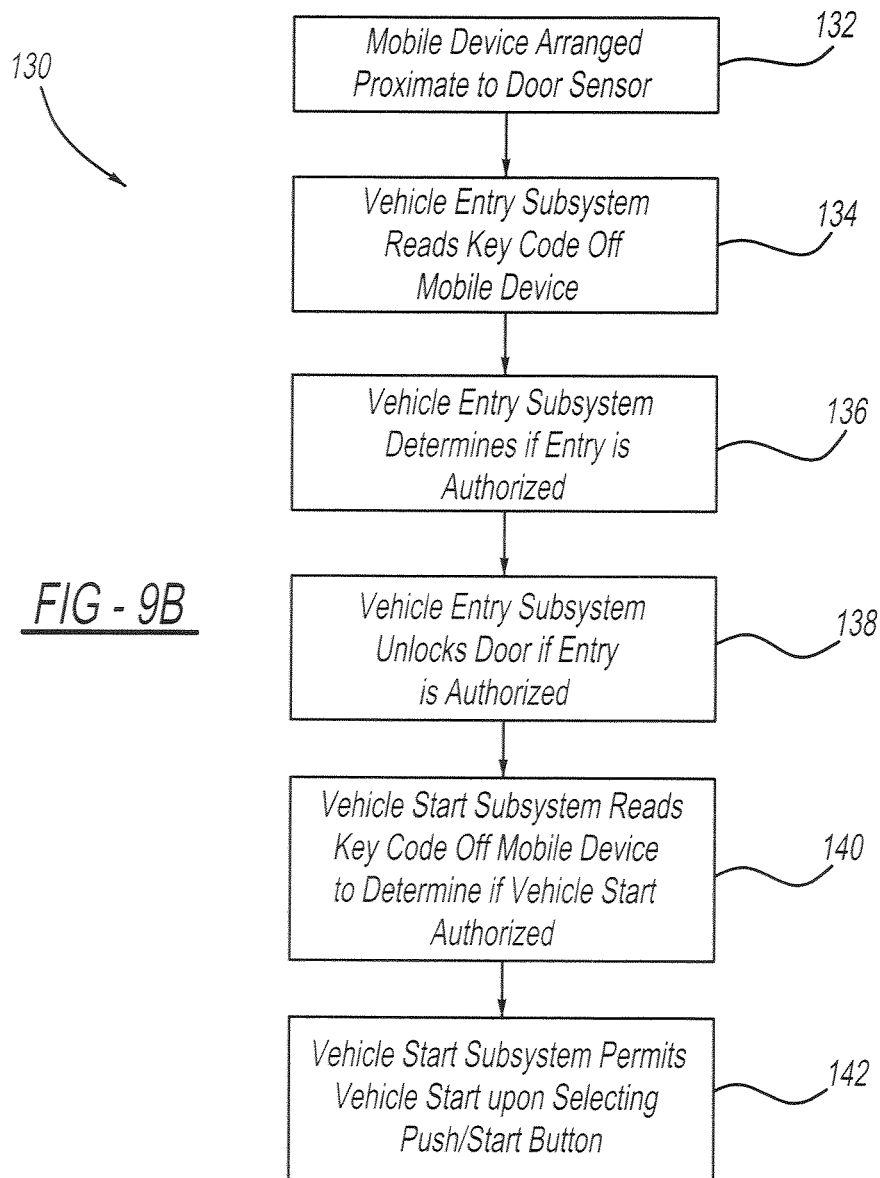 130
Mobile Device Arranged
Proximate to Door Sensor
132
Vehicle Entry Subsystem
Reads Key Code Off
Mobile Device
134
Vehicle Entry Subsystem
Determines if Entry is
Authorized
136
FIG - 9B
Vehicle Entry Subsystem
Unlocks Door if Entry
is Authorized
138
Vehicle Start Subsystem Reads
Key Code Off Mobile Device
to Determine if Vehicle Start
Authorized
140
Vehicle Start Subsystem Permits
Vehicle Start upon Selecting
Push/Start Button
142